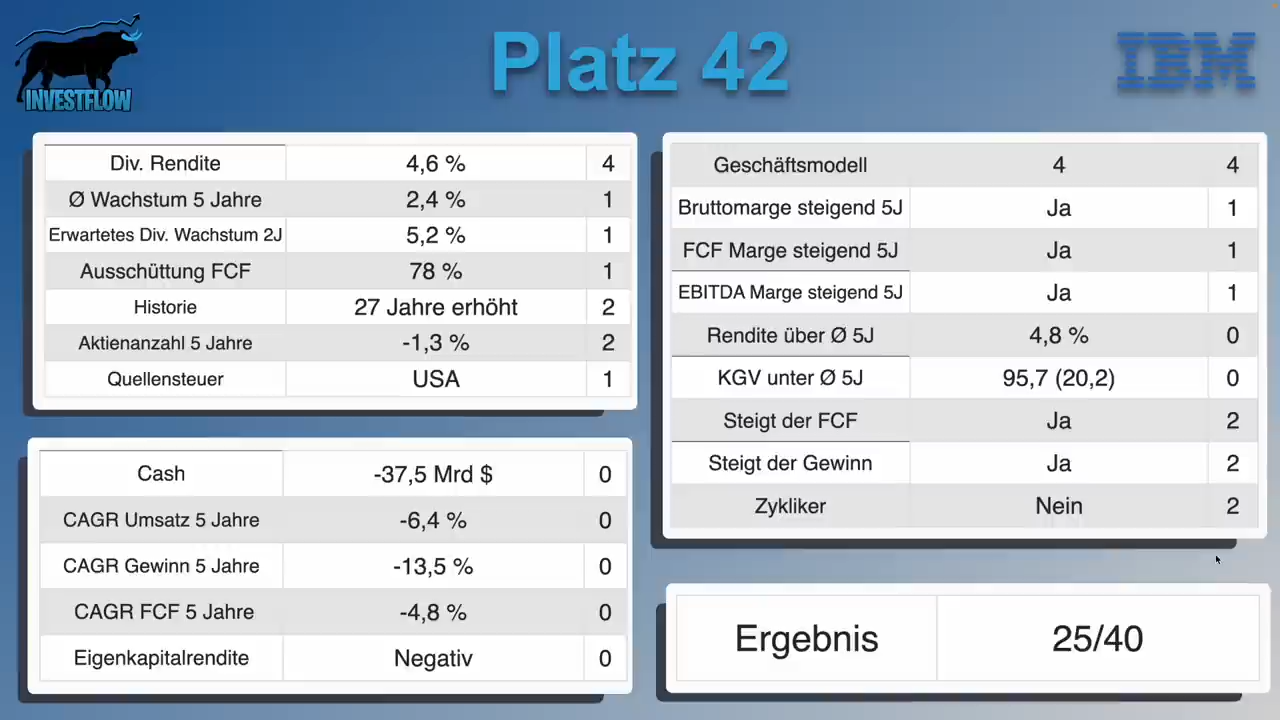 Platz 42
IBM
INVESTFLOW
Div. Rendite 4,6 % 4
Ø Wachstum 5 Jahre 2,4 % 1
Erwartetes Div. Wachstum 2J 5,2 % 1
Ausschüttung FCF 78 % 1
Historie 27 Jahre erhöht 2
Aktienanzahl 5 Jahre -1,3 % 2
Quellensteuer USA 1
Cash -37,5 Mrd $ 0
CAGR Umsatz 5 Jahre -6,4 % 0
CAGR Gewinn 5 Jahre -13,5 % 0
CAGR FCF 5 Jahre -4,8 % 0
Eigenkapitalrendite Negativ 0
Geschäftsmodell 4 4
Bruttomarge steigend 5J Ja 1
FCF Marge steigend 5J Ja 1
EBITDA Marge steigend 5J Ja 1
Rendite über Ø 5J 4,8 % 0
KGV unter Ø 5J 95,7 (20,2) 0
Steigt der FCF Ja 2
Steigt der Gewinn Ja 2
Zykliker Nein 2
Ergebnis 25/40